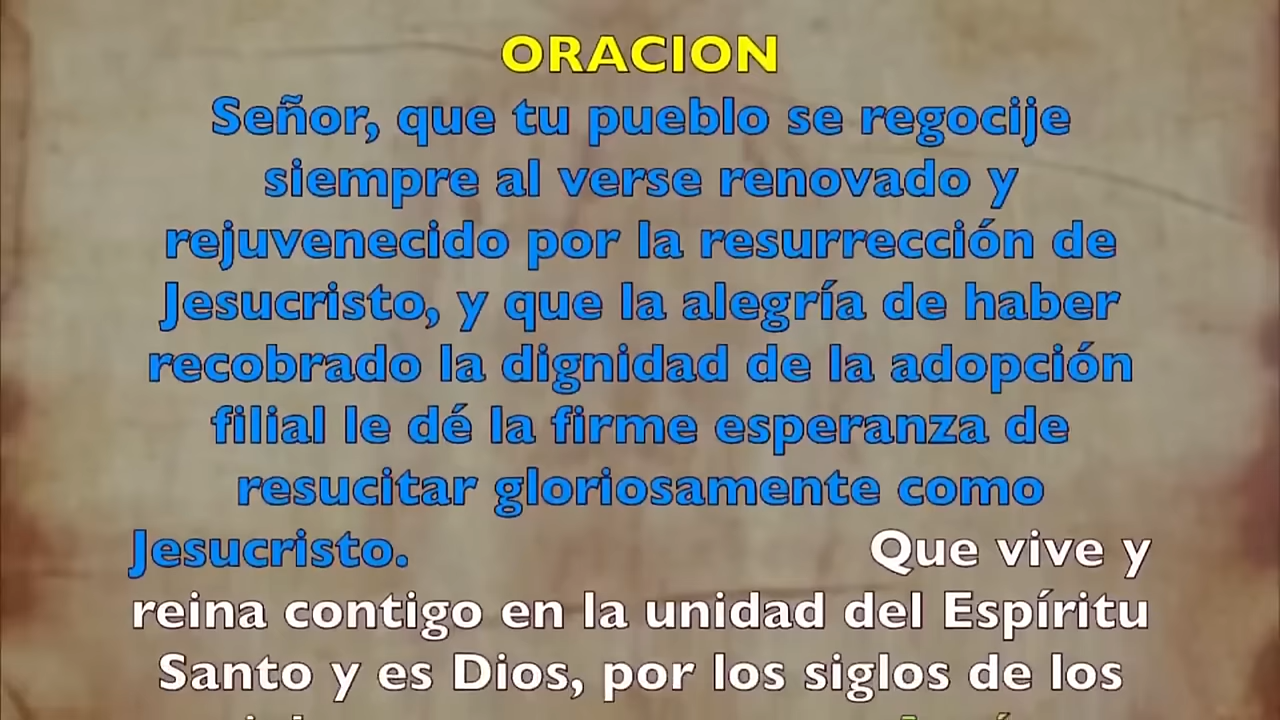 ORACION
Señor, que tu pueblo se regocije
siempre al verse renovado y
rejuvenecido por la resurrección de
Jesucristo, y que la alegría de haber
recobrado la dignidad de la adopción
filial le dé la firme esperanza de
resucitar gloriosamente como
Jesucristo. Que vive y
reina contigo en la unidad del Espíritu
Santo y es Dios, por los siglos de los